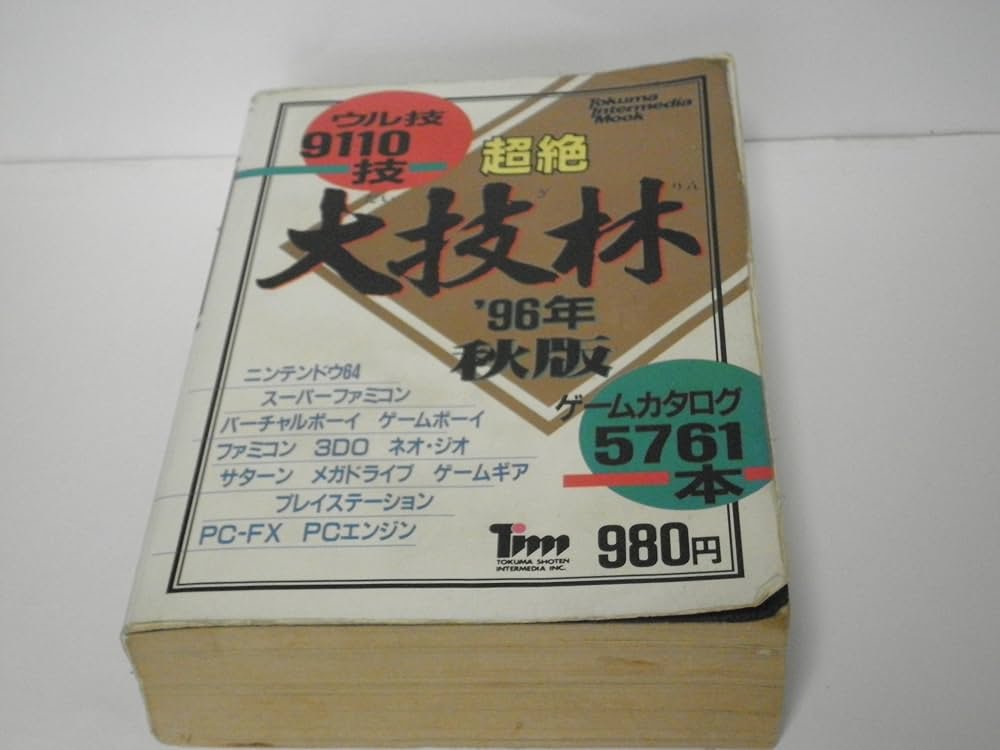 ウル技
9110
技
Tokuma
Intermedia
Mook
超絶
大技林
'96年
秋版
ニンテンドウ64
スーパーファミコン
バーチャルボーイ ゲームボーイ
ファミコン 3DO ネオ・ジオ
サターン メガドライブ ゲームギア
プレイステーション
PC-FX PCエンジン
ゲームカタログ
5761
本
Tim
TOKUMA SHOTEN
INTERMEDIA INC.
980円